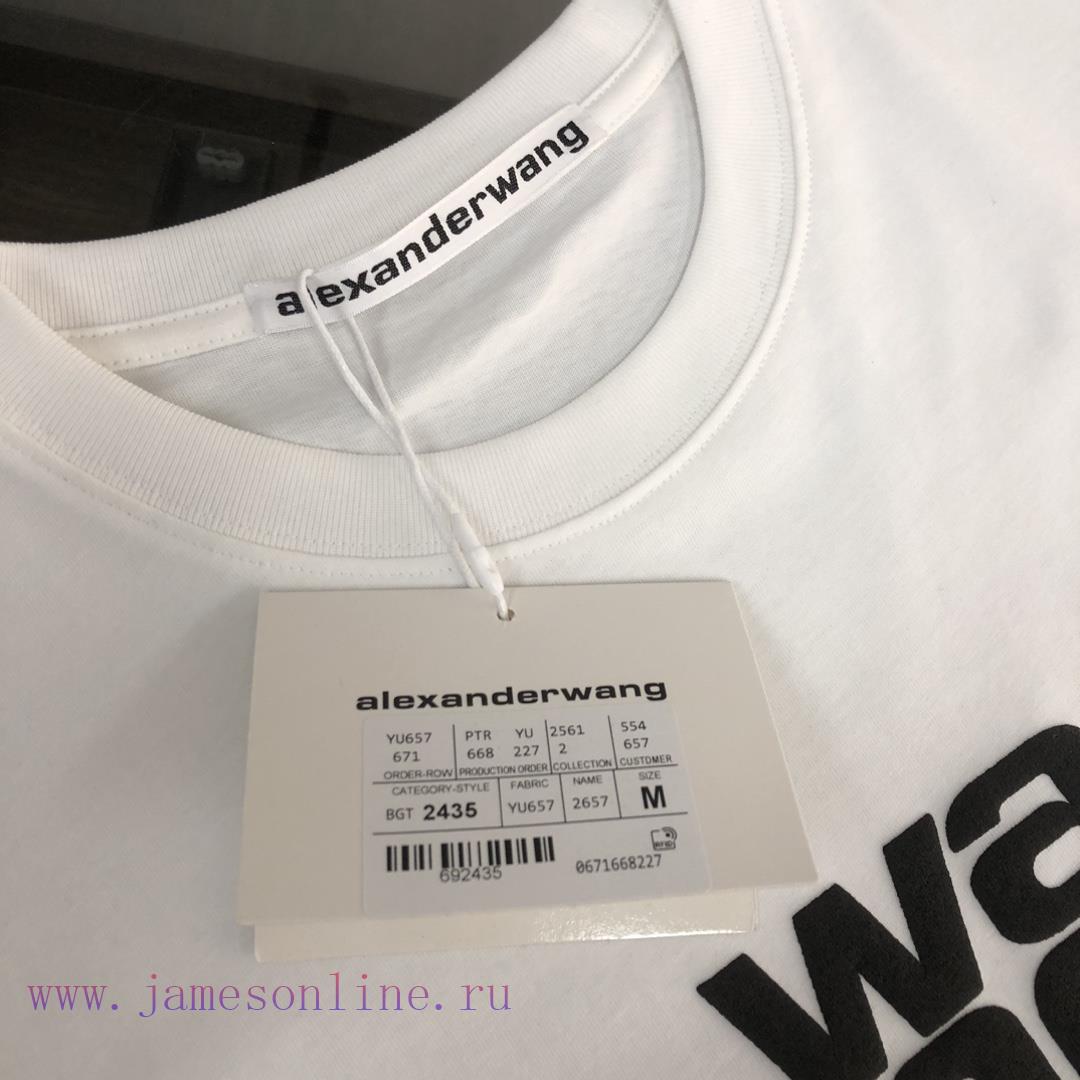 alexanderwang
alexanderwang
YU657 PTR YU 2561 554
671 668 227 2 657
ORDER-ROW PRODUCTION ORDER COLLECTION CUSTOMER
CATEGORY-STYLE FABRIC NAME SIZE
BGT 2435 YU657 2657 M
692435
RFID
0671668227
wa
www.jamesonline.ru